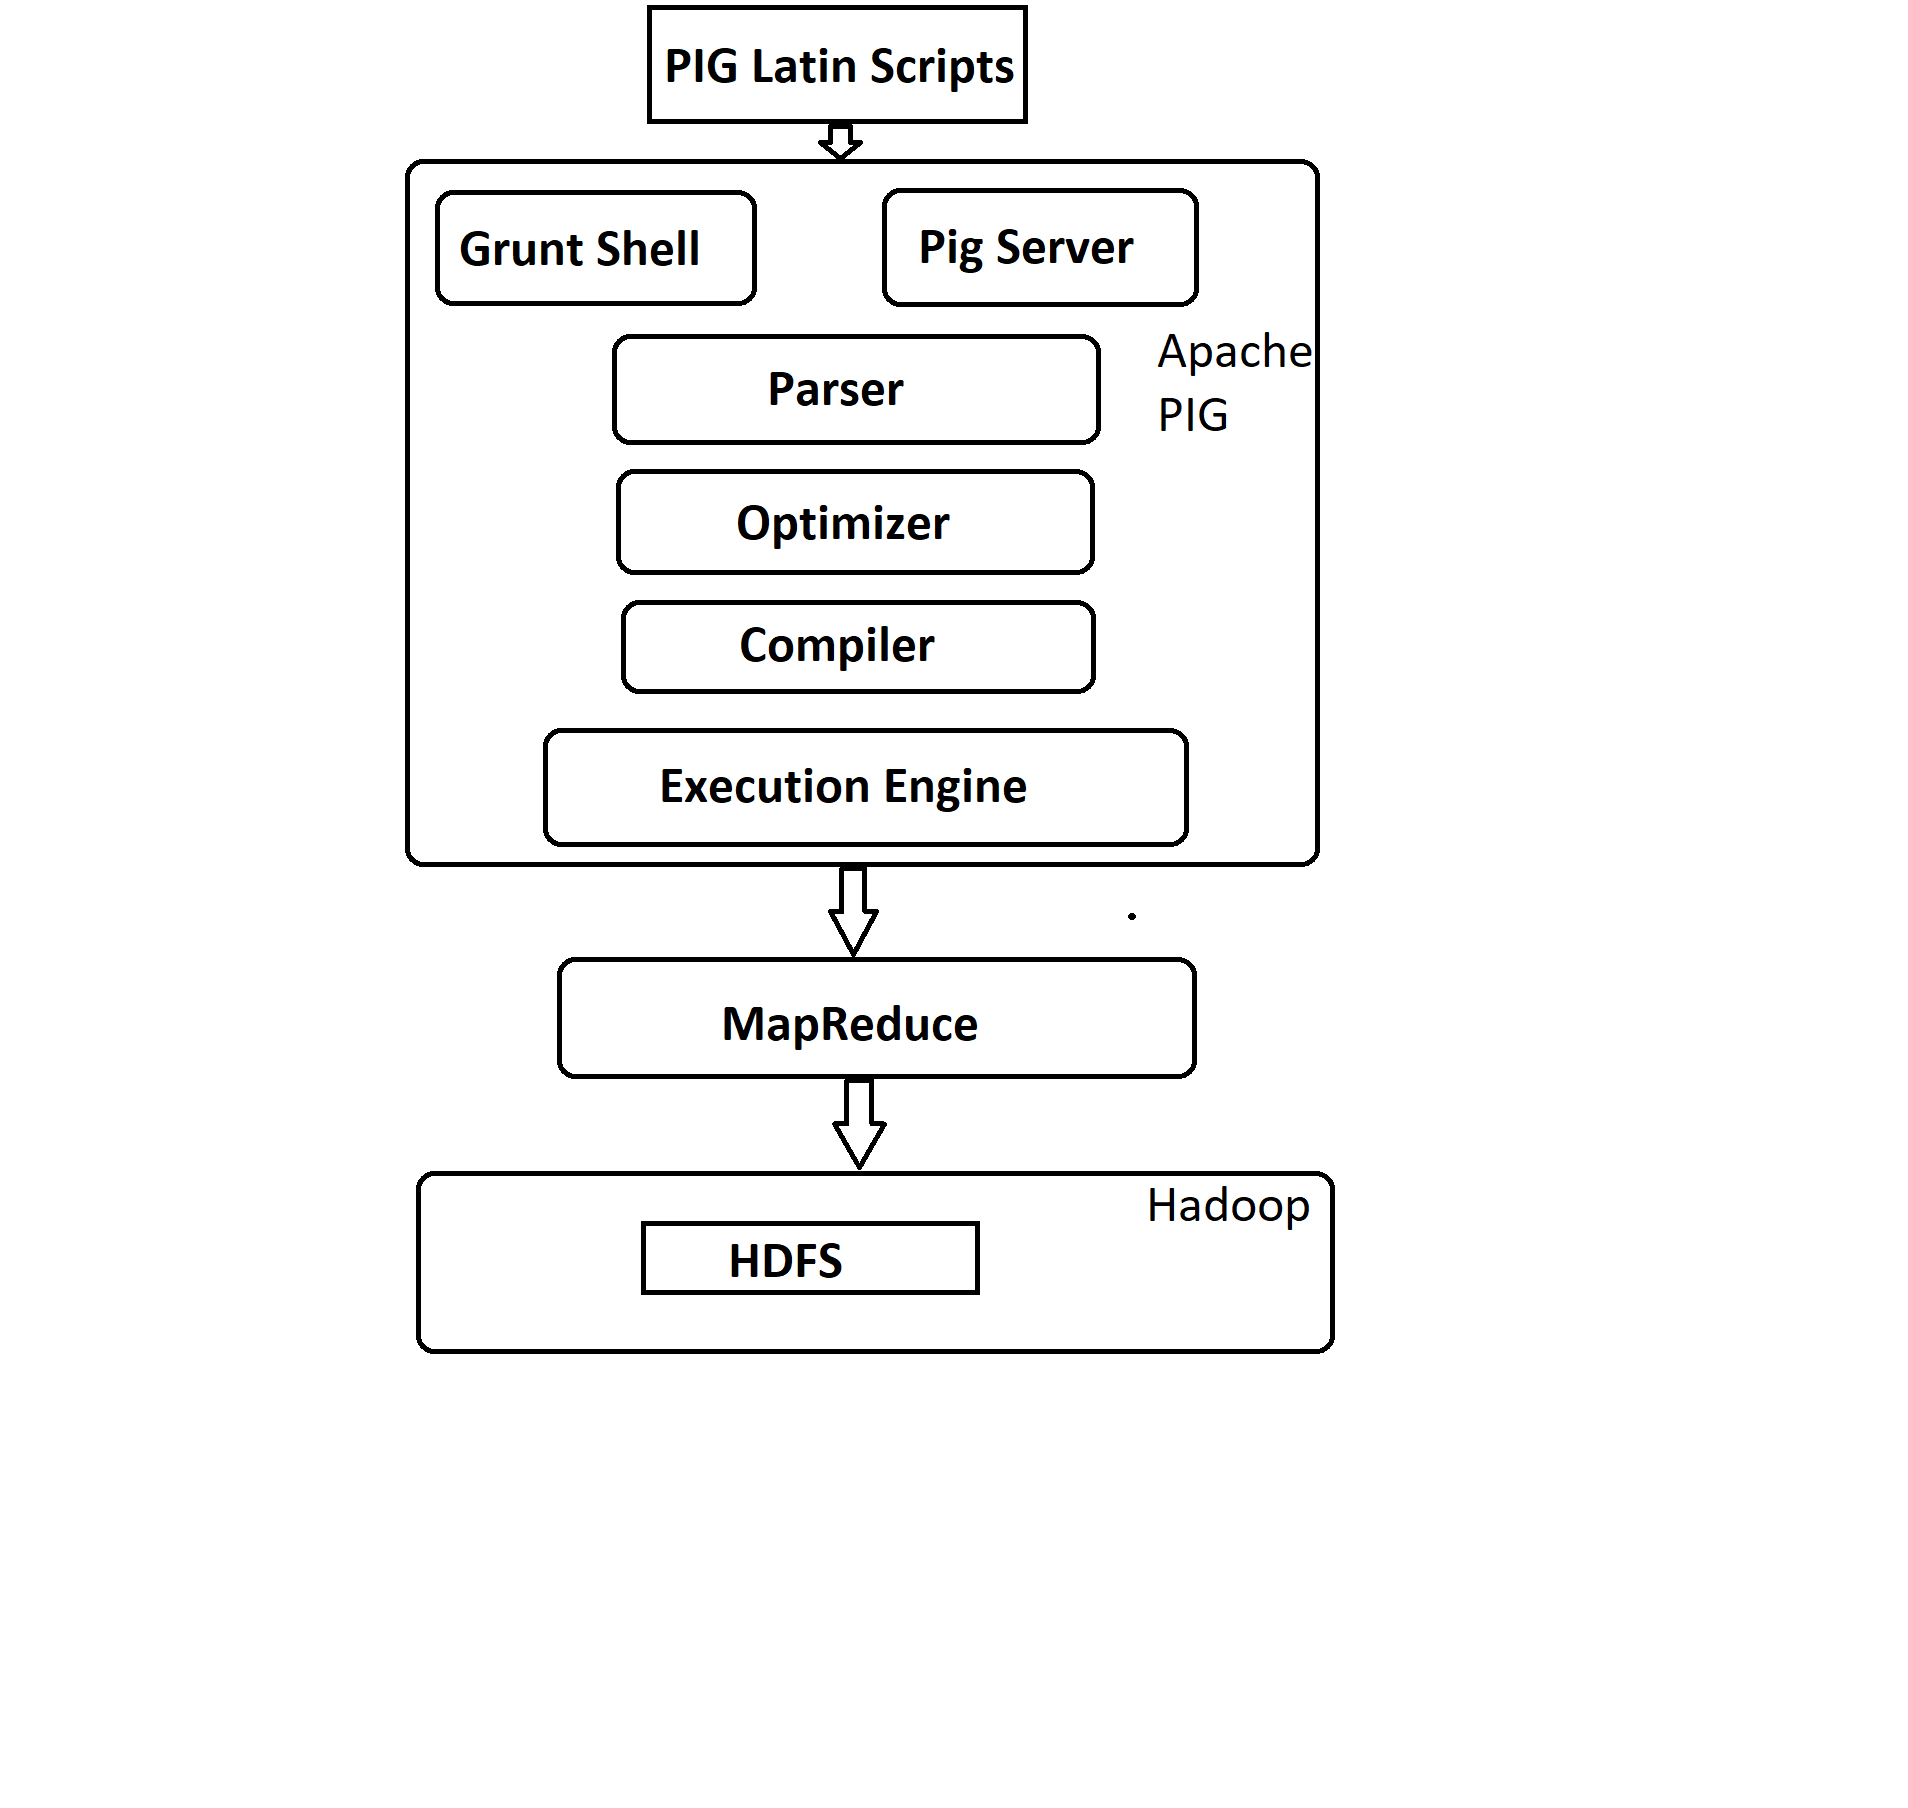 PIG Latin Scripts
Grunt Shell
Pig Server
Apache
PIG
Parser
Optimizer
Compiler
Execution Engine
MapReduce
Hadoop
HDFS